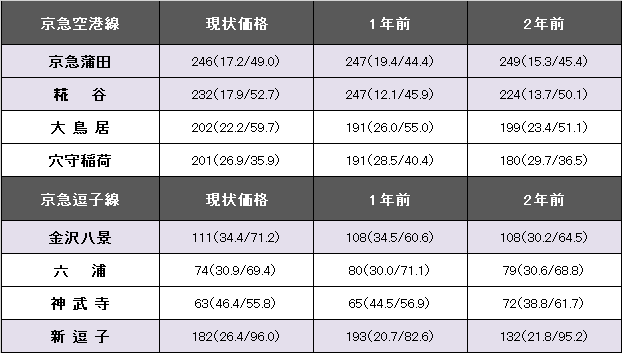 京急空港線 現状価格 1年前 2年前
京急蒲田 246(17.2/49.0) 247(19.4/44.4) 249(15.3/45.4)
糀谷 232(17.9/52.7) 247(12.1/45.9) 224(13.7/50.1)
大鳥居 202(22.2/59.7) 191(26.0/55.0) 199(23.4/51.1)
穴守稲荷 201(26.9/35.9) 191(28.5/40.4) 180(29.7/36.5)
京急逗子線 現状価格 1年前 2年前
金沢八景 111(34.4/71.2) 108(34.5/60.6) 108(30.2/64.5)
六浦 74(30.9/69.4) 80(30.0/71.1) 79(30.6/68.8)
神武寺 63(46.4/55.8) 65(44.5/56.9) 72(38.8/61.7)
新逗子 182(26.4/96.0) 193(20.7/82.6) 132(21.8/95.2)